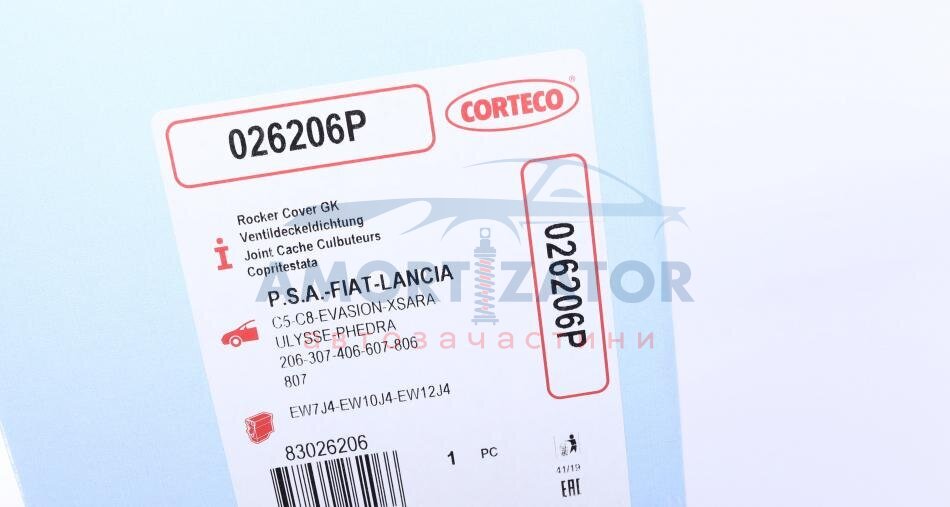 026206P
CORTECO®
Rocker Cover GK
Ventildeckeldichtung
Joint Cache Culbuteurs
Copritestata
026206P
P.S.A.-FIAT-LANCIA
C5-C8-EVASION-XSARA
ULYSSE-PHEDRA
206-307-406-607-806
807
AMORTIZATOR
автозапчастини
EW7J4-EW10J4-EW12J4
83026206
1 PC
41/19
EAC